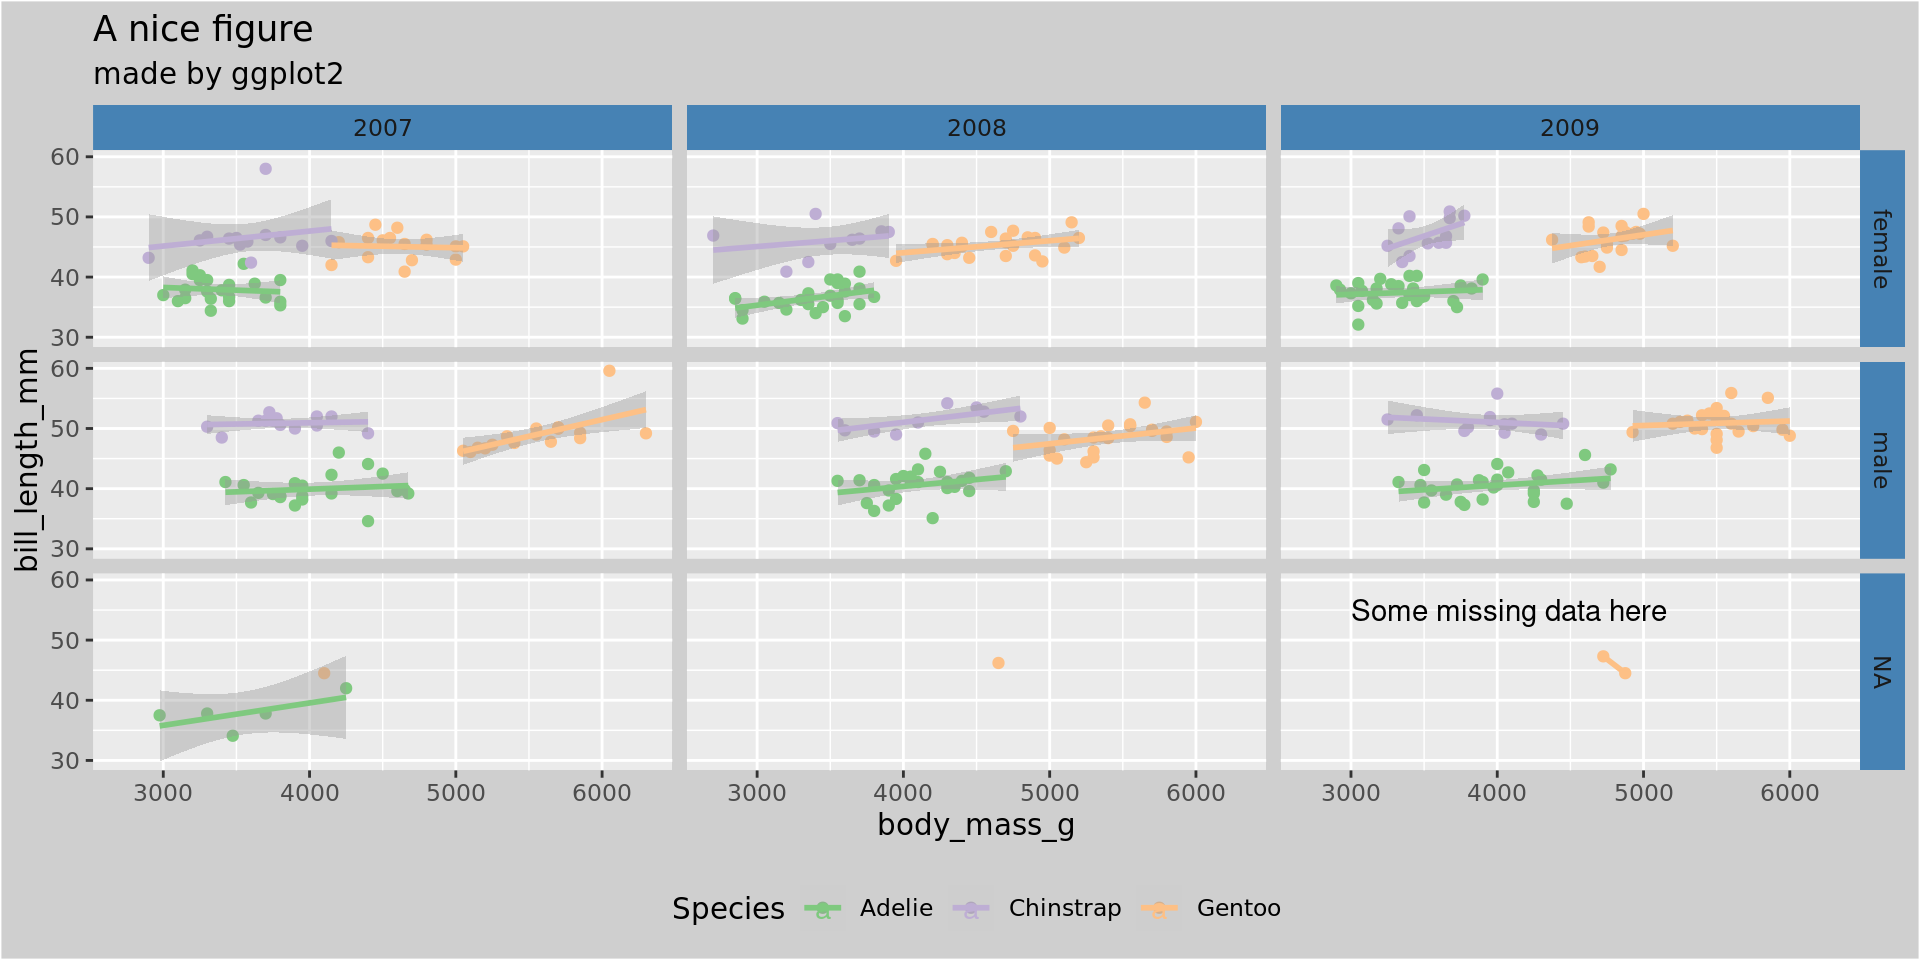 A nice figure
made by ggplot2
2007 2008 2009
60
50
40
30
female
60
50
40
30
male
60
50
40
30
NA
Some missing data here
bill_length_mm
3000 4000 5000 6000 3000 4000 5000 6000 3000 4000 5000 6000
body_mass_g
Species a Adelie a Chinstrap a Gentoo